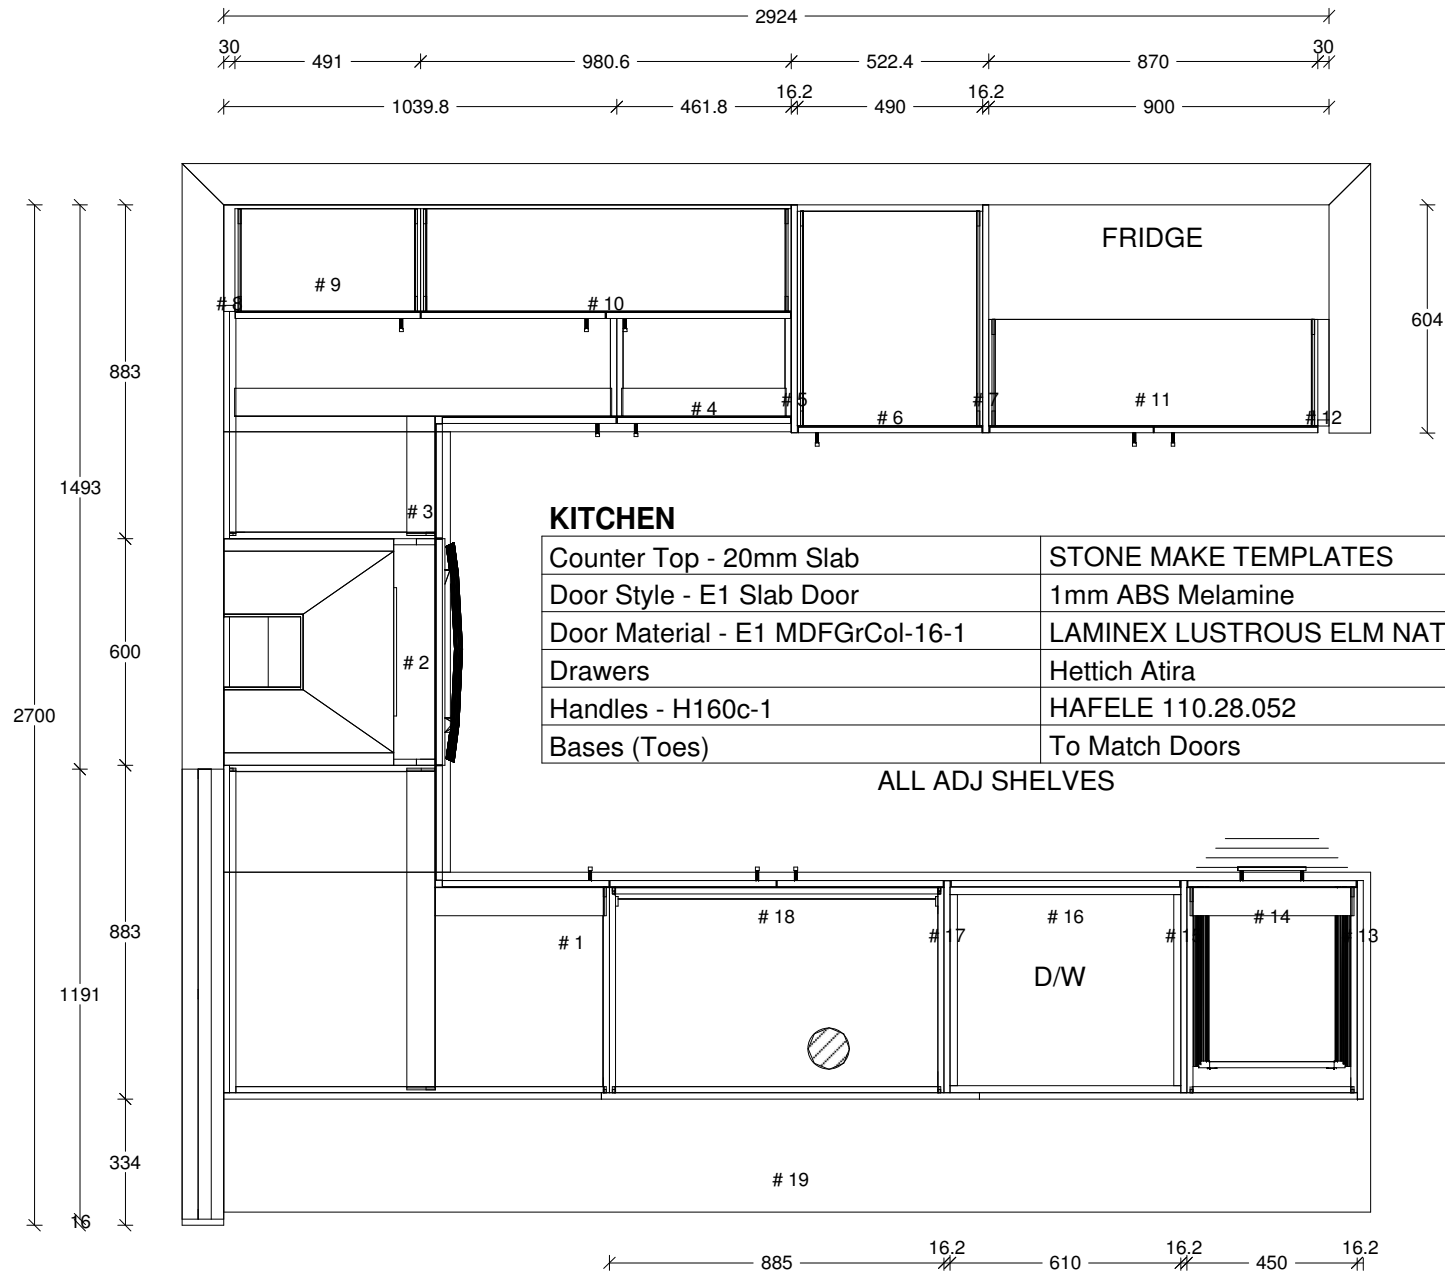 2924
30 491 980.6 522.4 870 30
1039.8 461.8 16.2 490 16.2 900
FRIDGE
# 9
# 8
# 10
604
883
# 4
# 5
# 6
# 7
# 11
# 12
1493
# 3
KITCHEN
Counter Top - 20mm Slab STONE MAKE TEMPLATES
Door Style - E1 Slab Door 1mm ABS Melamine
Door Material - E1 MDFGrCol-16-1 LAMINEX LUSTROUS ELM NAT
Drawers Hettich Atira
Handles - H160c-1 HAFELE 110.28.052
Bases (Toes) To Match Doors
ALL ADJ SHELVES
600
# 2
2700
# 18
# 16
# 14
883
# 1
# 17
# 15
# 13
D/W
1191
334
# 19
16
885 16.2 610 16.2 450 16.2